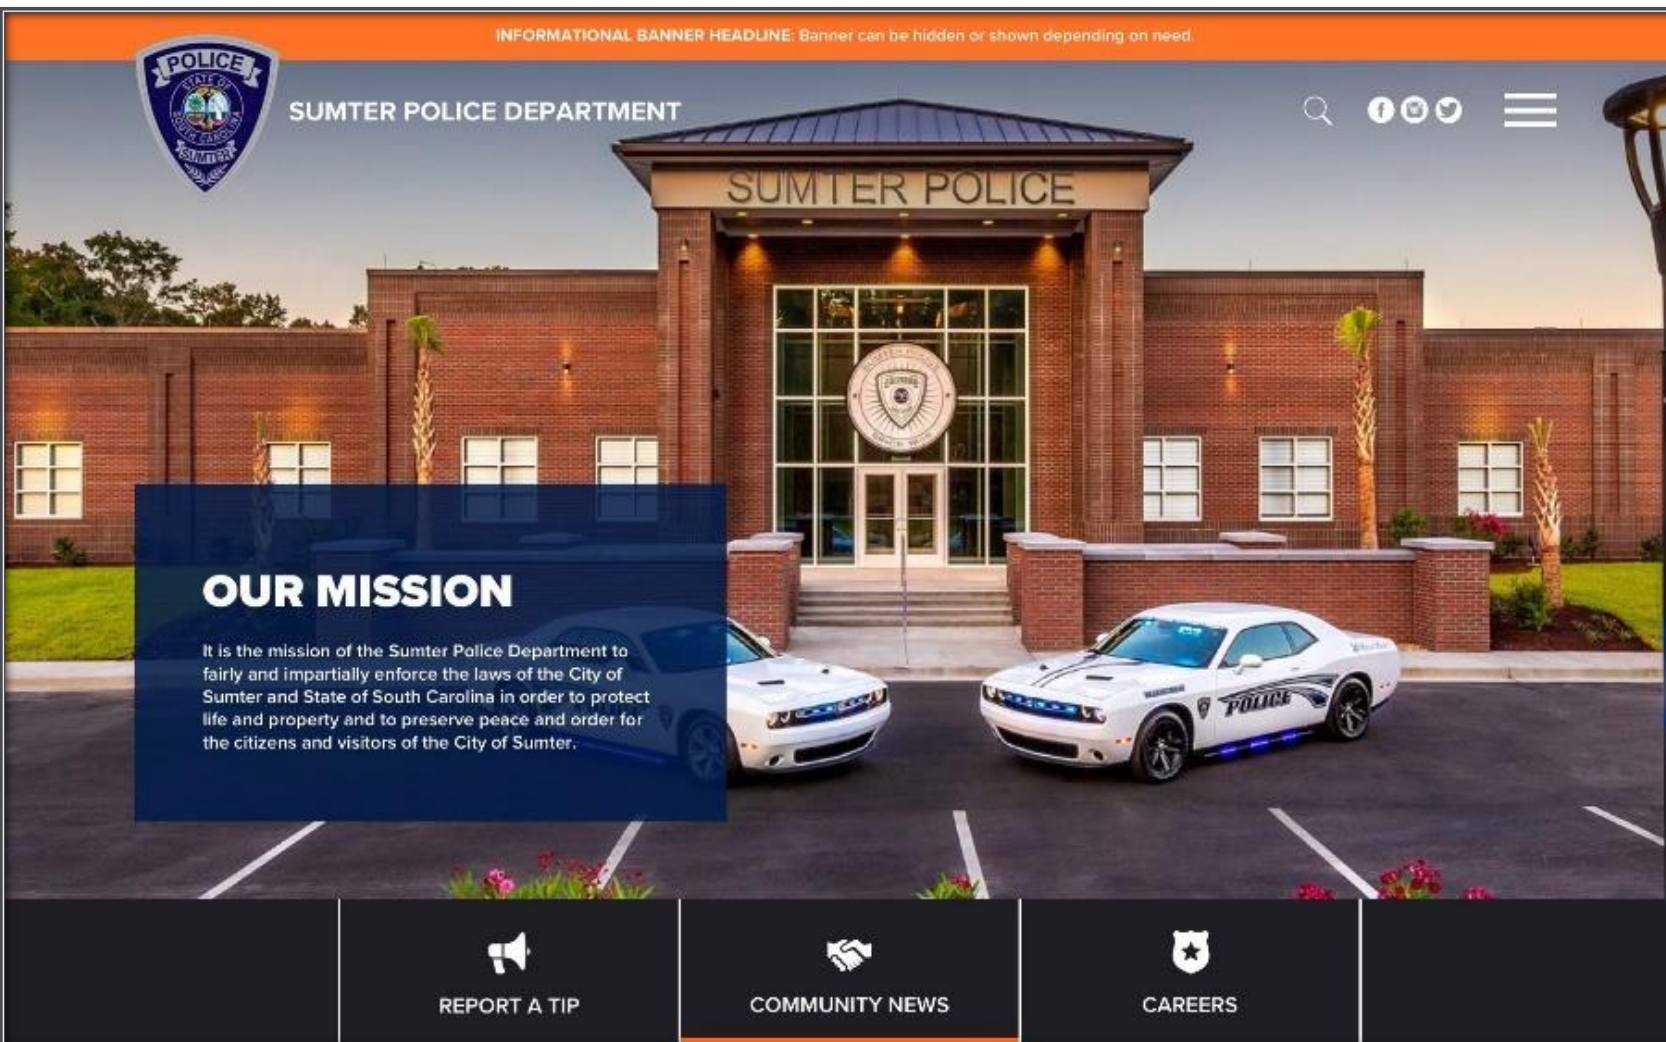 INFORMATIONAL BANNER HEADLINE: Banner can be hidden or shown depending on need.
POLICE
STATE OF
SOUTH CAROLINA
SUMTER
SUMTER POLICE DEPARTMENT
SUMTER POLICE
OUR MISSION
It is the mission of the Sumter Police Department to
fairly and impartially enforce the laws of the City of
Sumter and State of South Carolina in order to protect
life and property and to preserve peace and order for
the citizens and visitors of the City of Sumter.
POLICE
REPORT A TIP
COMMUNITY NEWS
CAREERS